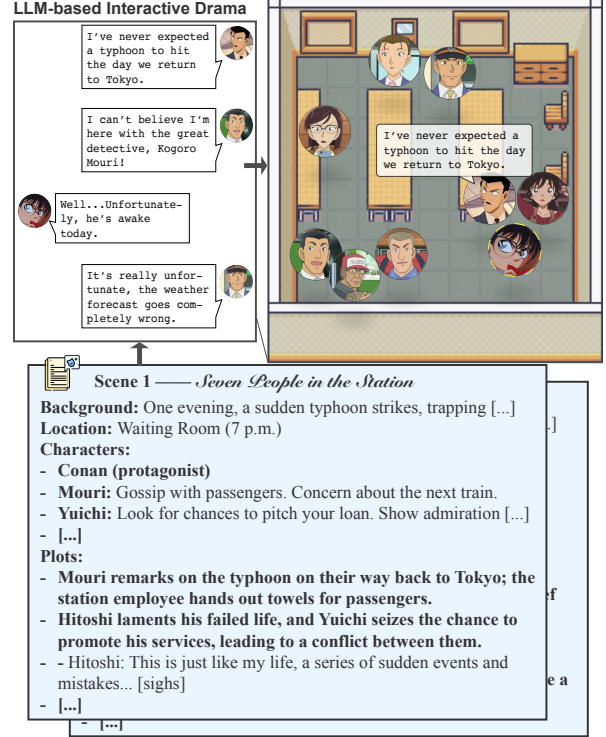 LLM-based Interactive Drama
I've never expected
a typhoon to hit
the day we return
to Tokyo.
I can't believe I'm
here with the great
detective, Kogoro
Mouri!
Well...Unfortunate-
ly, he's awake
today.
It's really unfor-
tunate, the weather
forecast goes com-
pletely wrong.
I've never expected a
typhoon to hit the day
we return to Tokyo.
Scene 1 —— Seven People in the Station
Background: One evening, a sudden typhoon strikes, trapping [...]
Location: Waiting Room (7 p.m.)
Characters:
- Conan (protagonist)
- Mouri: Gossip with passengers. Concern about the next train.
- Yuichi: Look for chances to pitch your loan. Show admiration [...]
- [...]
Plots:
- Mouri remarks on the typhoon on their way back to Tokyo; the
station employee hands out towels for passengers.
- Hitoshi laments his failed life, and Yuichi seizes the chance to
promote his services, leading to a conflict between them.
- - Hitoshi: This is just like my life, a series of sudden events and
mistakes... [sighs]
- [...]
.]
ef
e a
- [...]